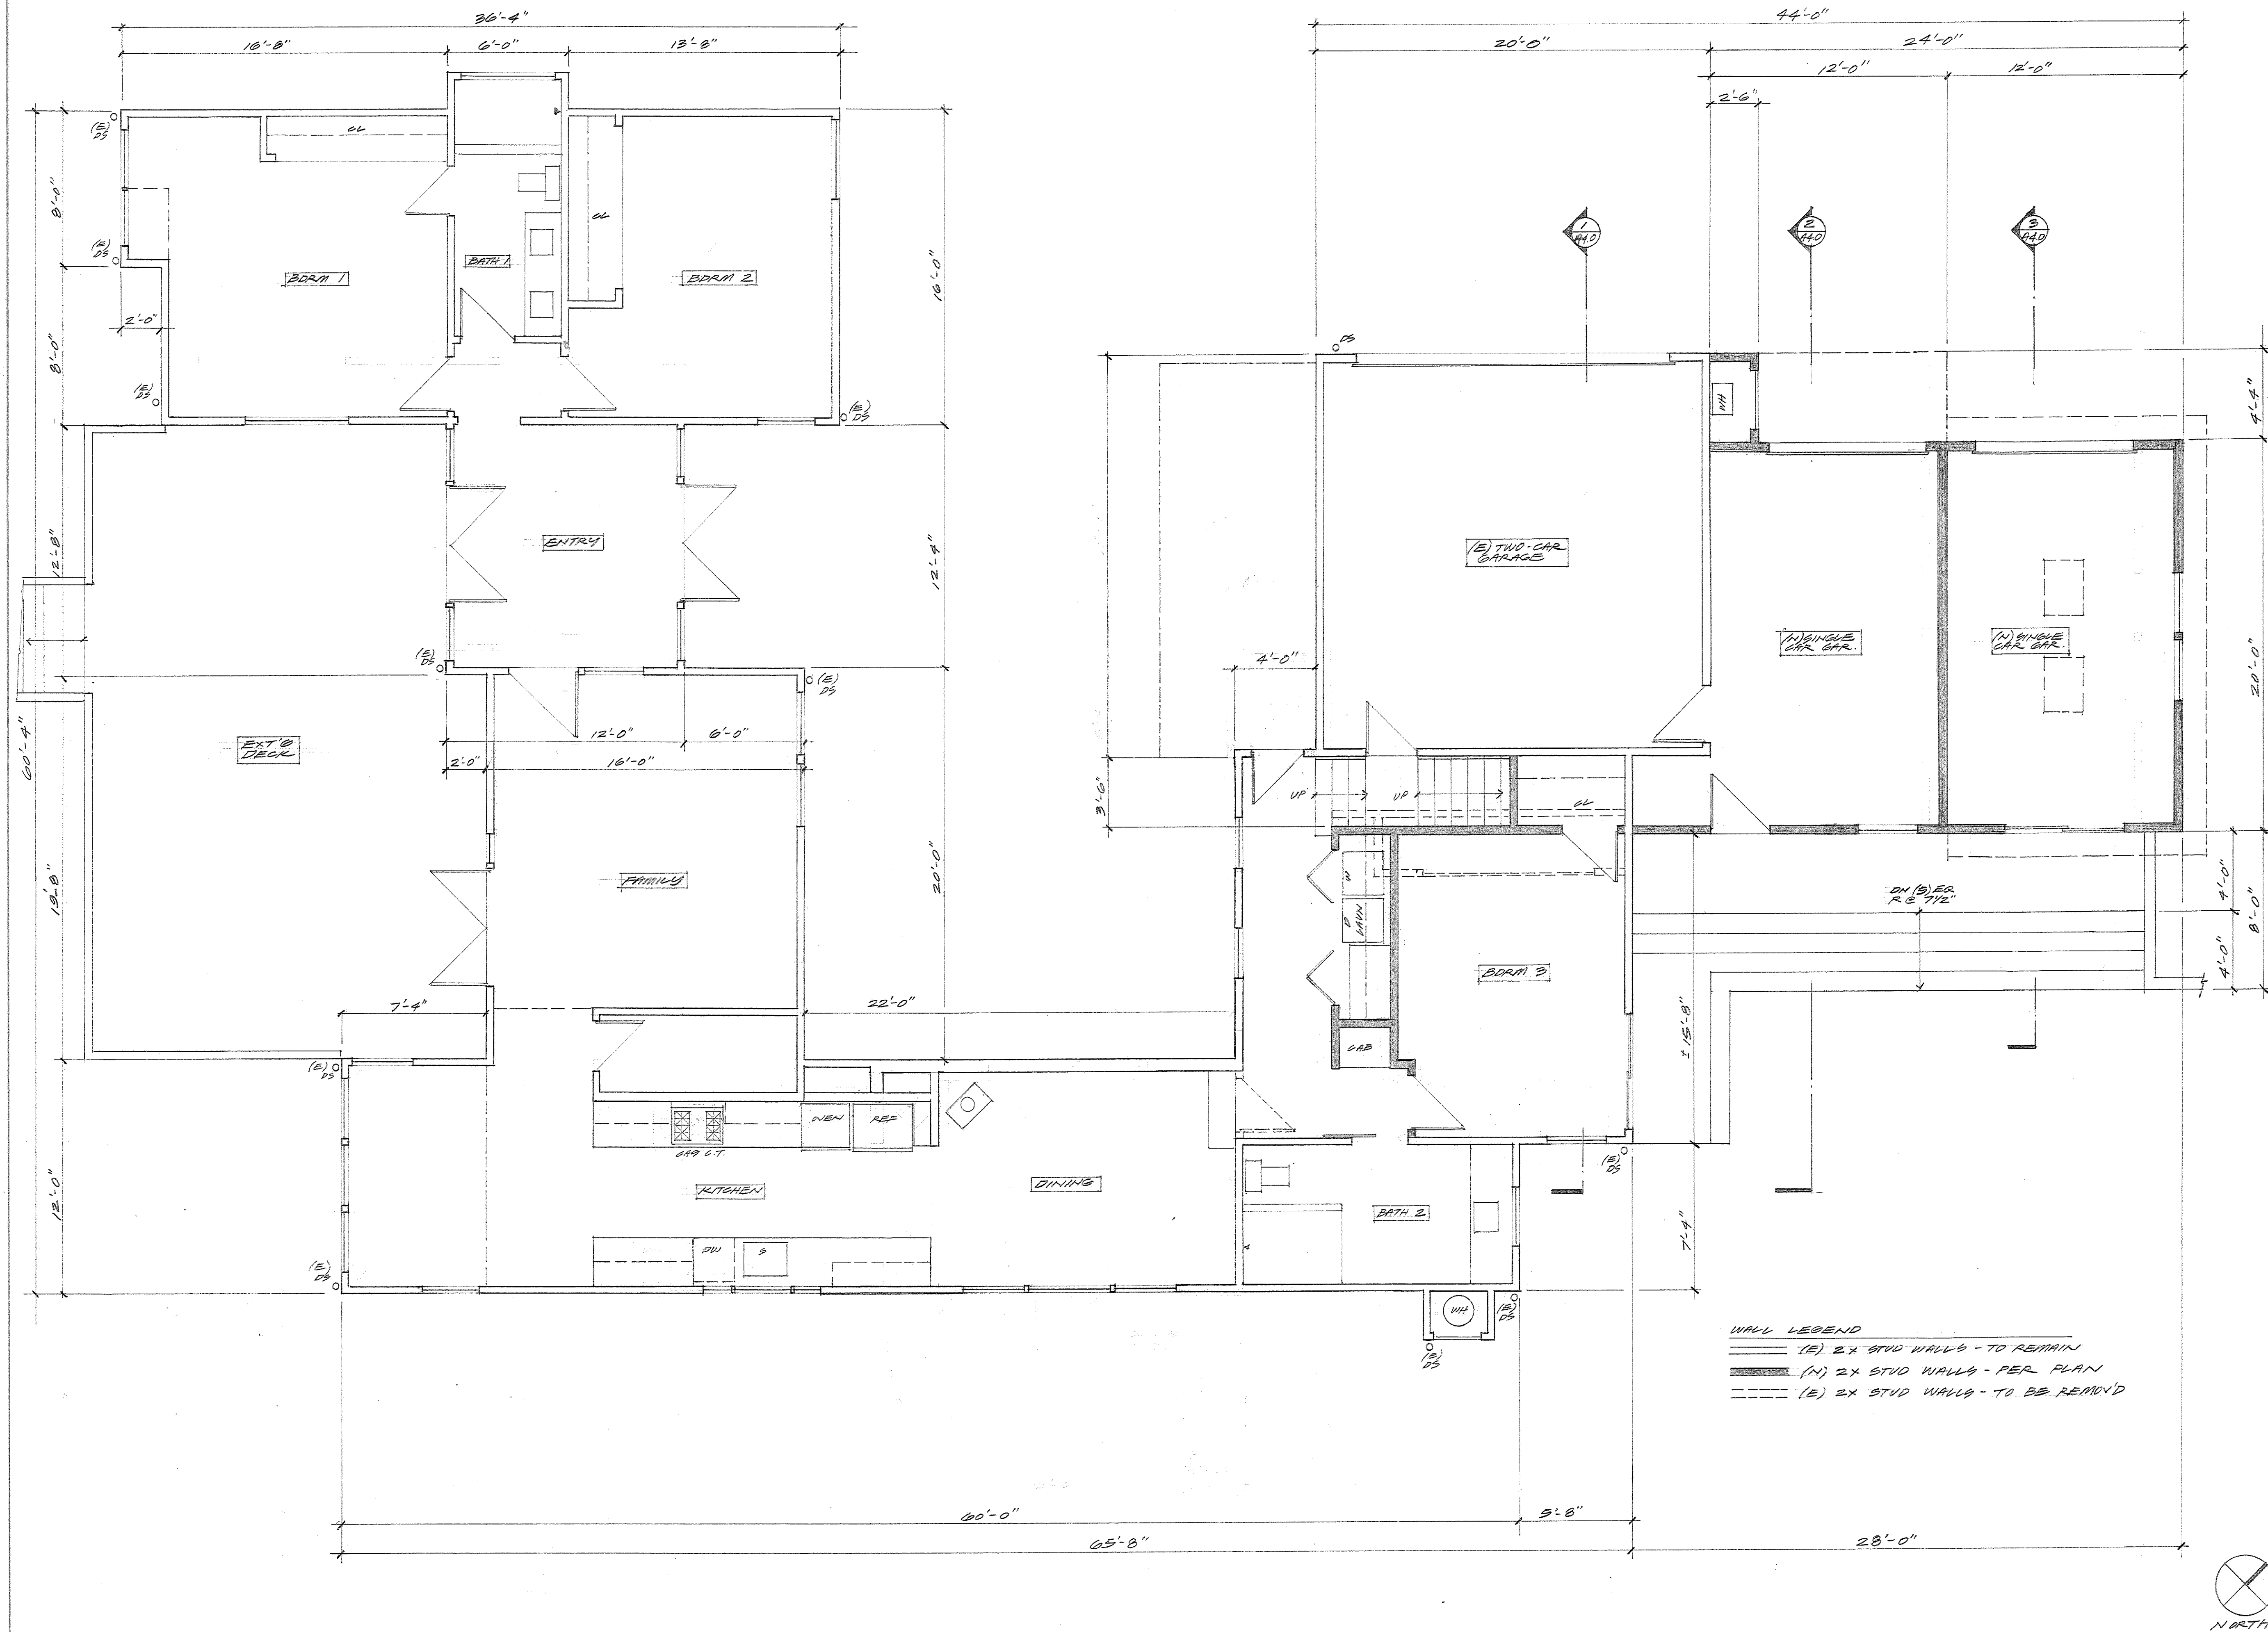 36'-4"
44'-0"
16'-8"
6'-0"
13'-8"
20'-0"
24'-0"
12'-0"
12'-0"
2'-6"
(E)
DS
CL
8'-0"
CL
1
A4.0
2
A4.0
3
A4.0
(E)
DS
BDRM 1
BATH 1
BDRM 2
16'-0"
2'-0"
8'-0"
DS
(E)
DS
(E)
DS
WH
4'-4"
12'-8"
ENTRY
12'-4"
(E) TWO-CAR
GARAGE
(N) SINGLE
CAR GAR.
(N) SINGLE
CAR GAR.
20'-0"
(E)
DS
(E)
DS
4'-0"
60'-4"
EXT'G
DECK
12'-0"
6'-0"
2'-0"
16'-0"
3'-6"
UP
UP
CL
19'-8"
FAMILY
20'-0"
W
D
LAUN
DN (5) EQ
R @ 7 1/2"
4'-0"
8'-0"
4'-0"
BDRM 3
7'-4"
22'-0"
± 15'-8"
CAB
(E)
DS
OVEN
REF
GAS C.T.
12'-0"
KITCHEN
DINING
(E)
DS
BATH 2
7'-4"
DW
S
(E)
DS
WH
(E)
DS
(E)
DS
WALL LEGEND
(E) 2X STUD WALLS - TO REMAIN
(N) 2X STUD WALLS - PER PLAN
(E) 2X STUD WALLS - TO BE REMOV'D
60'-0"
5'-8"
65'-8"
28'-0"
NORTH